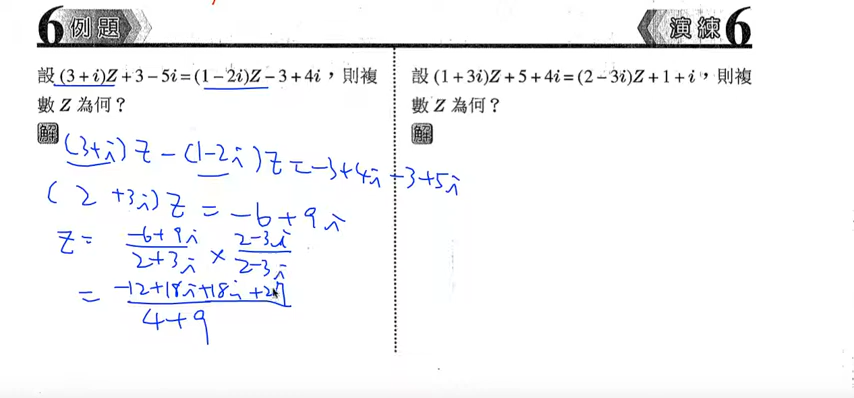 6 例題
設 (3+i)Z+3−5i=(1−2i)Z−3+4i，則複
數 Z 為何？
解
(3+i)Z−(1−2i)Z=−3+4i−3+5i
(2+3i)Z=−6+9i
Z= −6+9i/2+3i × 2−3i/2−3i
= −12+18i+18i+27/4+9
演練 6
設 (1+3i)Z+5+4i=(2−3i)Z+1+i，則複
數 Z 為何？
解